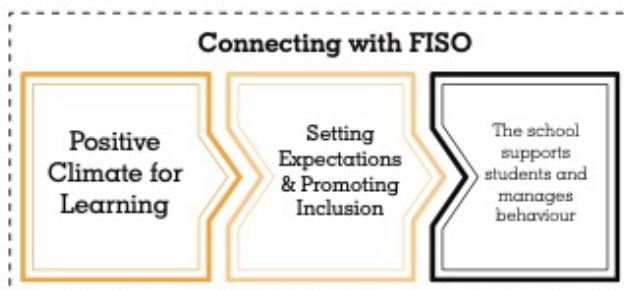 Connecting with FISO
Positive
Climate for
Learning
Setting
Expectations
& Promoting
Inclusion
The school
supports
students and
manages
behaviour